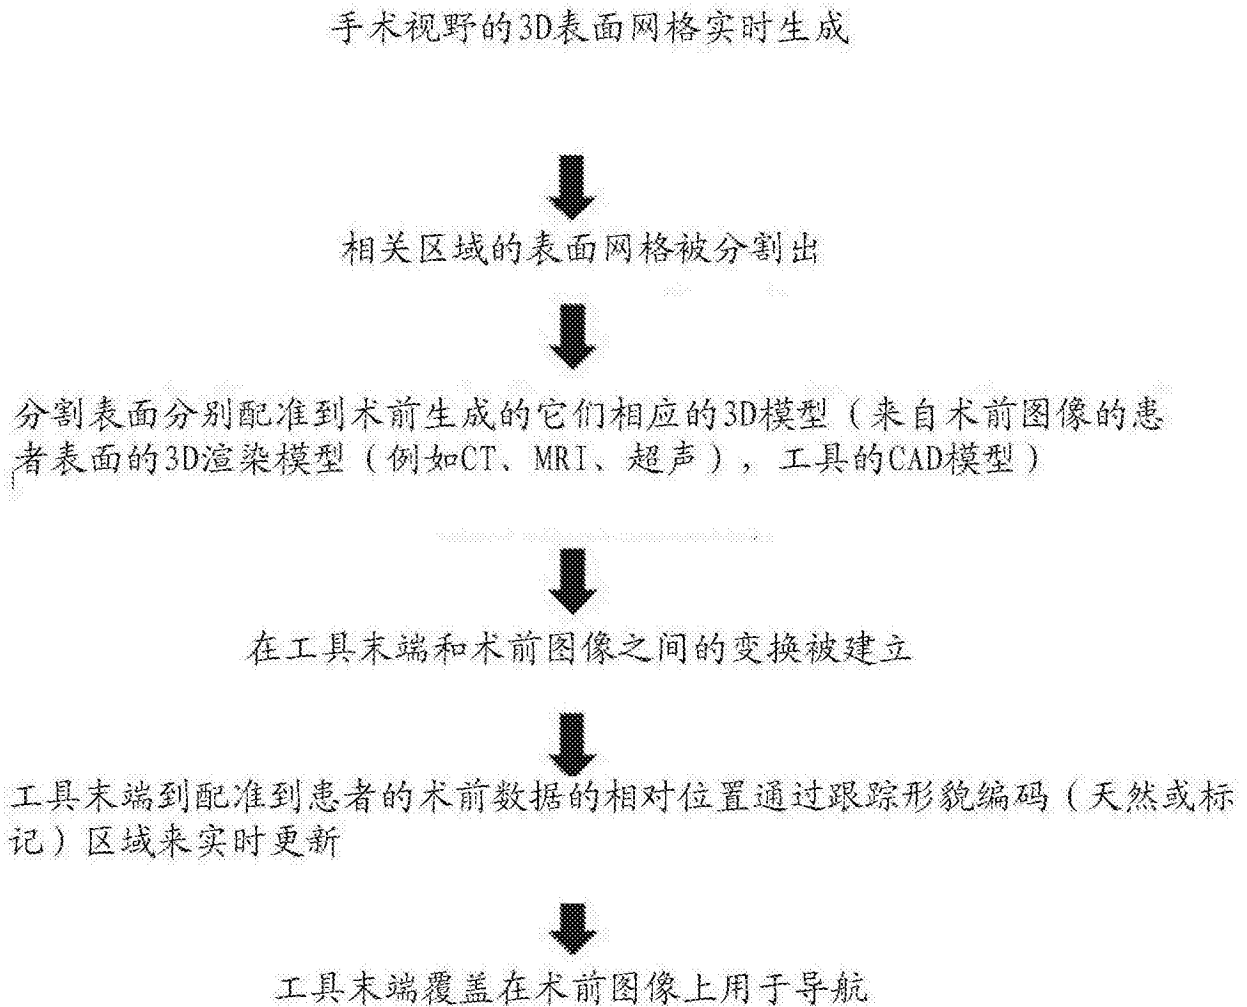 手术视野的3D表面网格实时生成
相关区域的表面网格被分割出
分割表面分别配准到术前生成的它们相应的3D模型（来自术前图像的患
者表面的3D渲染模型（例如CT、MRI、超声），工具的CAD模型）
在工具末端和术前图像之间的变换被建立
工具末端到配准到患者的术前数据的相对位置通过跟踪形貌编码（天然或标
记）区域来实时更新
工具末端覆盖在术前图像上用于导航